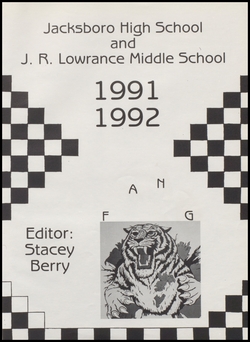 Jacksboro High School
and
J. R. Lowrance Middle School
1991
1992
F A N G
Editor:
Stacey
Berry